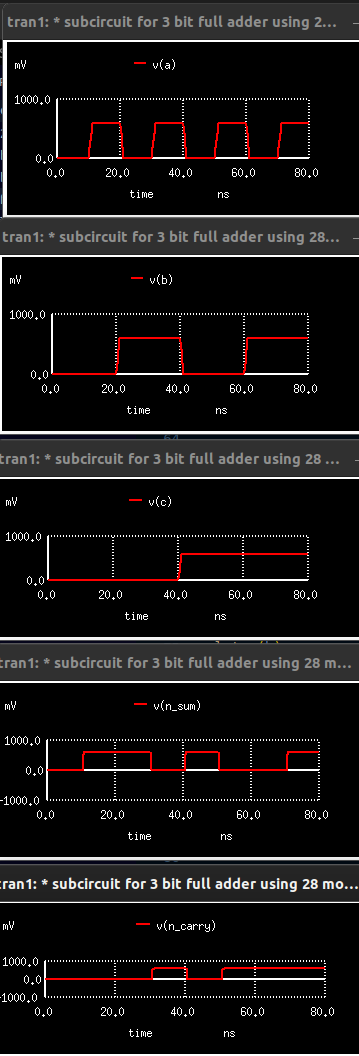 tran1: * subcircuit for 3 bit full adder using 2...
mV
v(a)
1000.0
0.0
0.0 20.0 40.0 60.0 80.0
time ns
tran1: * subcircuit for 3 bit full adder using 28...
mV
v(b)
1000.0
0.0
0.0 20.0 40.0 60.0 80.0
time ns
tran1: * subcircuit for 3 bit full adder using 28 ...
mV
v(c)
1000.0
0.0
0.0 20.0 40.0 60.0 80.0
time ns
tran1: * subcircuit for 3 bit full adder using 28 m...
mV
v(n_sum)
1000.0
0.0
-1000.0
0.0 20.0 40.0 60.0 80.0
time ns
tran1: * subcircuit for 3 bit full adder using 28 mo...
mV
v(n_carry)
1000.0
0.0
-1000.0
0.0 20.0 40.0 60.0 80.0
time ns